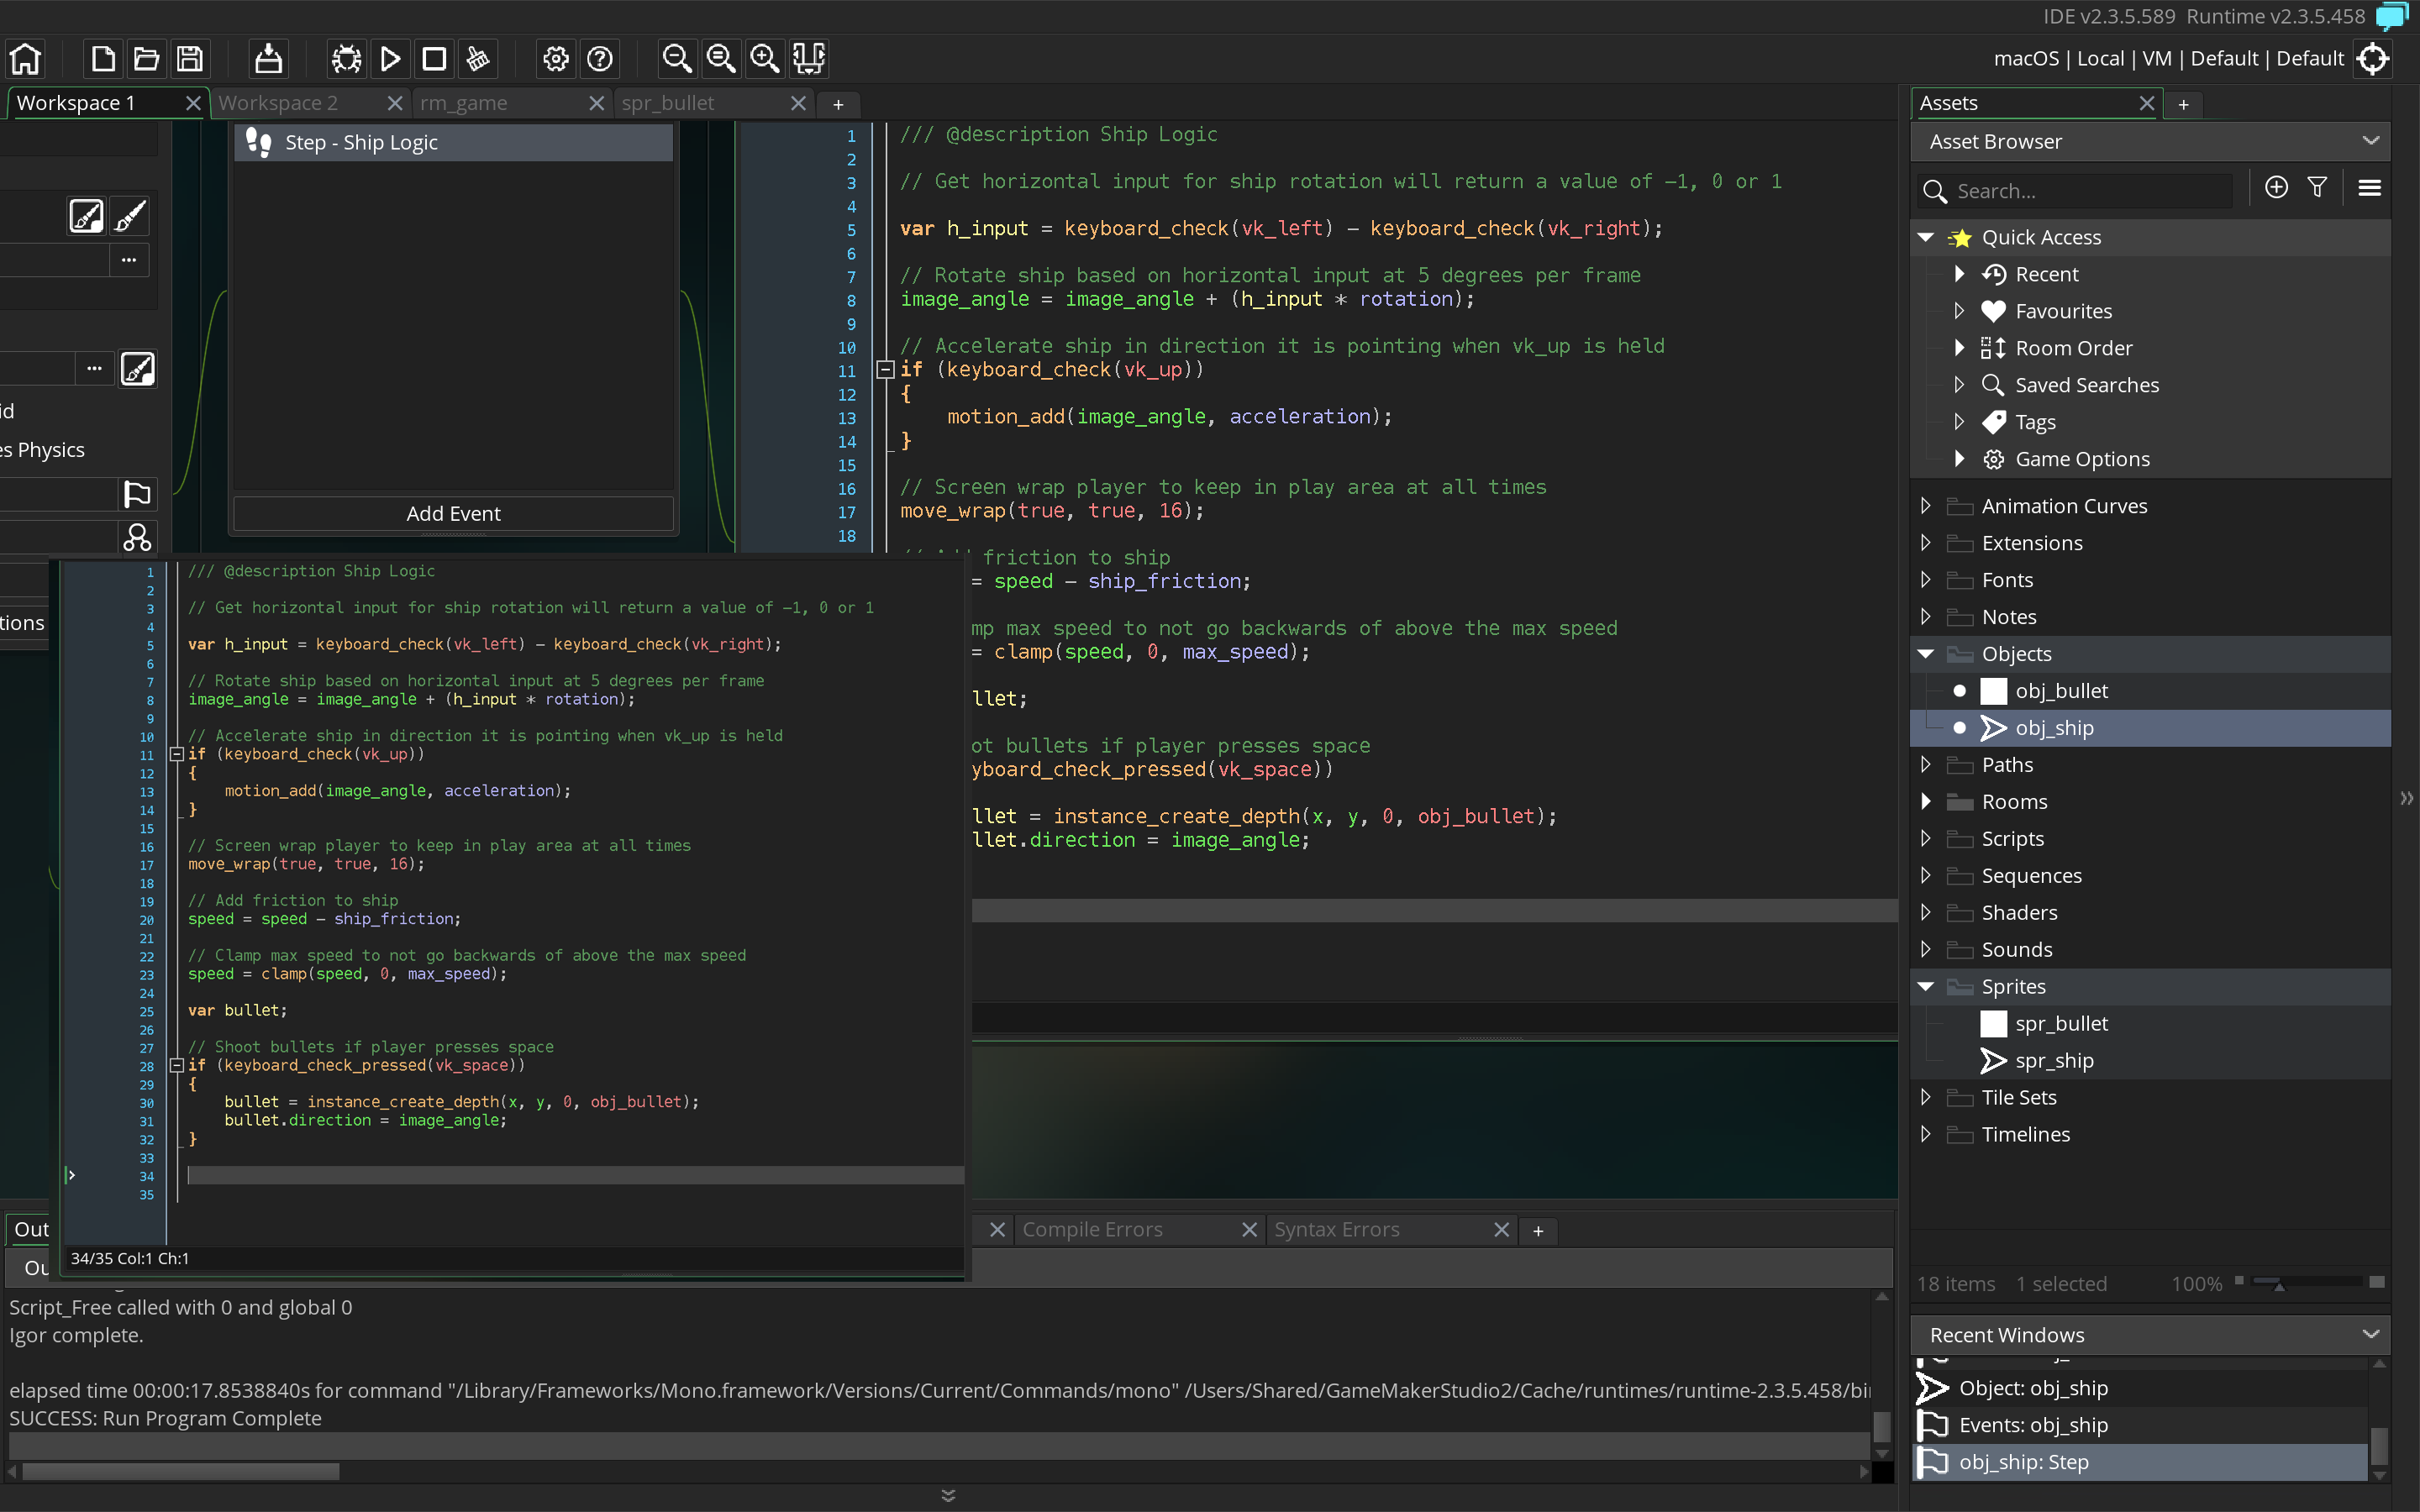 IDE v2.3.5.589 Runtime v2.3.5.458
macOS | Local | VM | Default | Default
Workspace 1
Workspace 2
rm_game
spr_bullet
+
Step - Ship Logic
Add Event
...
...
id
es Physics
tions
1 /// @description Ship Logic
2
3 // Get horizontal input for ship rotation will return a value of −1, 0 or 1
4
5 var h_input = keyboard_check(vk_left) − keyboard_check(vk_right);
6
7 // Rotate ship based on horizontal input at 5 degrees per frame
8 image_angle = image_angle + (h_input * rotation);
9
10 // Accelerate ship in direction it is pointing when vk_up is held
11 if (keyboard_check(vk_up))
12 {
13 motion_add(image_angle, acceleration);
14 }
15
16 // Screen wrap player to keep in play area at all times
17 move_wrap(true, true, 16);
18
friction to ship
= speed − ship_friction;
mp max speed to not go backwards of above the max speed
= clamp(speed, 0, max_speed);
llet;
ot bullets if player presses space
yboard_check_pressed(vk_space))
llet = instance_create_depth(x, y, 0, obj_bullet);
llet.direction = image_angle;
1 /// @description Ship Logic
2
3 // Get horizontal input for ship rotation will return a value of −1, 0 or 1
4
5 var h_input = keyboard_check(vk_left) − keyboard_check(vk_right);
6
7 // Rotate ship based on horizontal input at 5 degrees per frame
8 image_angle = image_angle + (h_input * rotation);
9
10 // Accelerate ship in direction it is pointing when vk_up is held
11 if (keyboard_check(vk_up))
12 {
13 motion_add(image_angle, acceleration);
14 }
15
16 // Screen wrap player to keep in play area at all times
17 move_wrap(true, true, 16);
18
19 // Add friction to ship
20 speed = speed − ship_friction;
21
22 // Clamp max speed to not go backwards of above the max speed
23 speed = clamp(speed, 0, max_speed);
24
25 var bullet;
26
27 // Shoot bullets if player presses space
28 if (keyboard_check_pressed(vk_space))
29 {
30 bullet = instance_create_depth(x, y, 0, obj_bullet);
31 bullet.direction = image_angle;
32 }
33
34
35
34/35 Col:1 Ch:1
Out
Compile Errors
Syntax Errors
+
Ou
Script_Free called with 0 and global 0
Igor complete.
elapsed time 00:00:17.8538840s for command "/Library/Frameworks/Mono.framework/Versions/Current/Commands/mono" /Users/Shared/GameMakerStudio2/Cache/runtimes/runtime-2.3.5.458/bi
SUCCESS: Run Program Complete
Assets
+
Asset Browser
Search...
Quick Access
Recent
Favourites
Room Order
Saved Searches
Tags
Game Options
Animation Curves
Extensions
Fonts
Notes
Objects
obj_bullet
obj_ship
Paths
Rooms
Scripts
Sequences
Shaders
Sounds
Sprites
spr_bullet
spr_ship
Tile Sets
Timelines
18 items 1 selected 100%
Recent Windows
Object: obj_ship
Events: obj_ship
obj_ship: Step